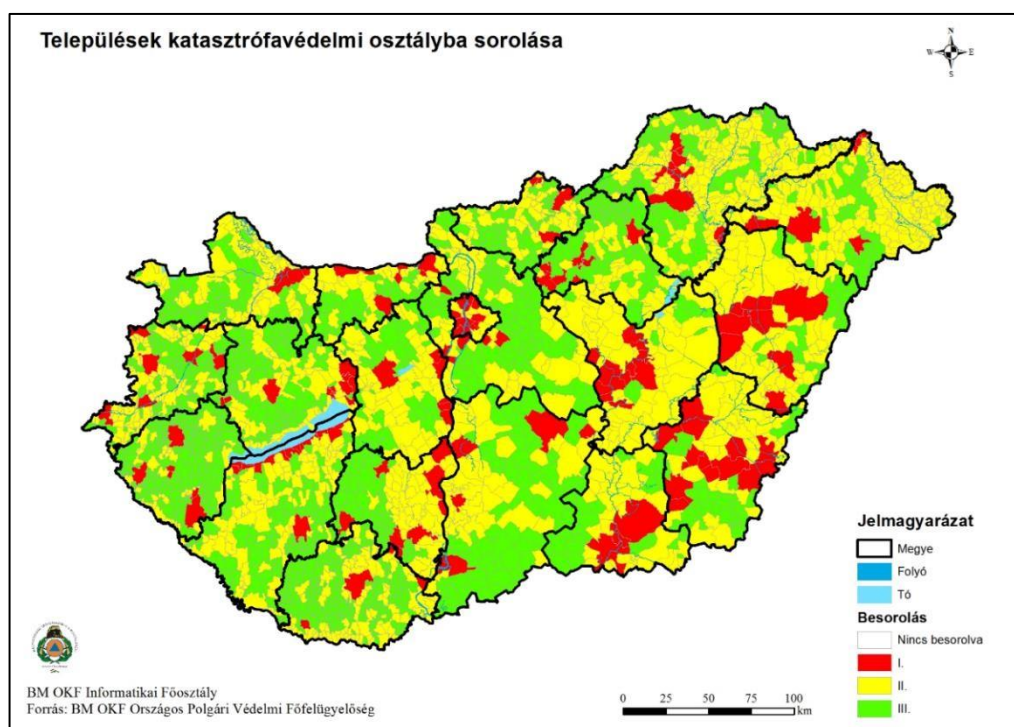 Települések katasztrófavédelmi osztályba sorolása
N
W E
S
Jelmagyarázat
Megye
Folyó
Tó
Besorolás
Nincs besorolva
I.
II.
III.
BM OKF Informatikai Főosztály
Forrás: BM OKF Országos Polgári Védelmi Főfelügyelőség
0 25 50 75 100
km